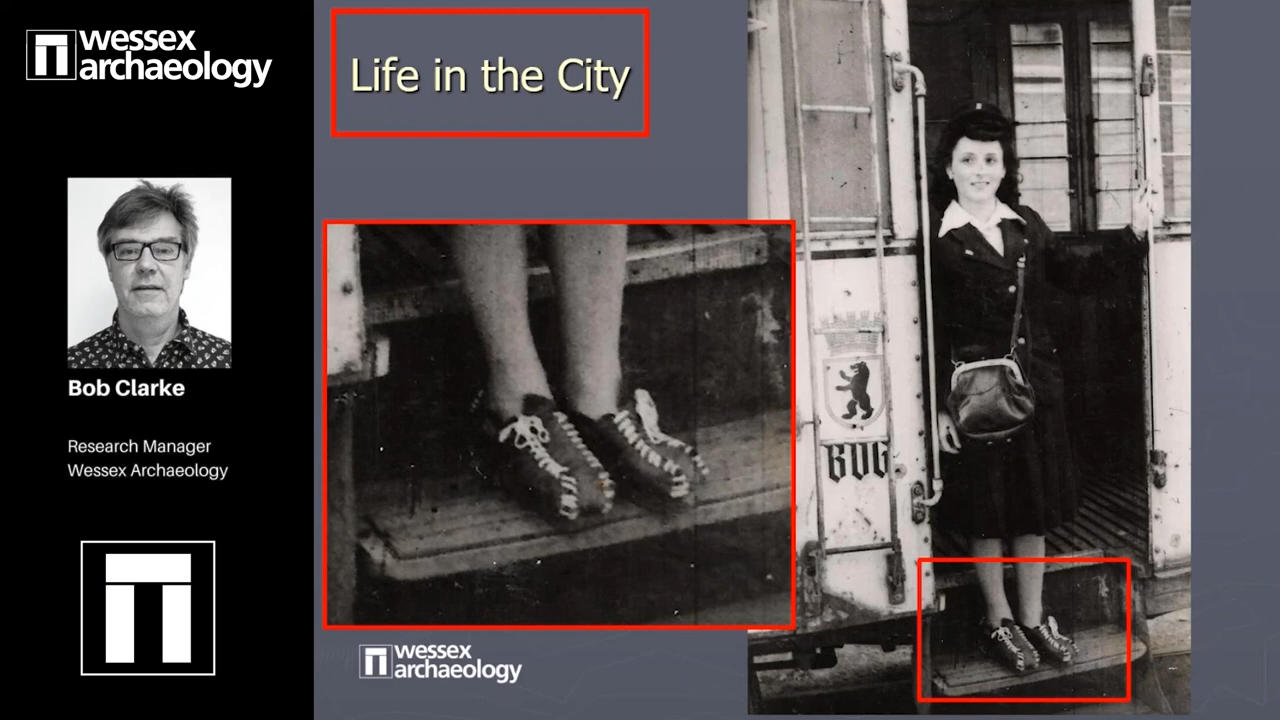 wessex
archaeology
Bob Clarke
Research Manager
Wessex Archaeology
Life in the City
BVG
wessex
archaeology